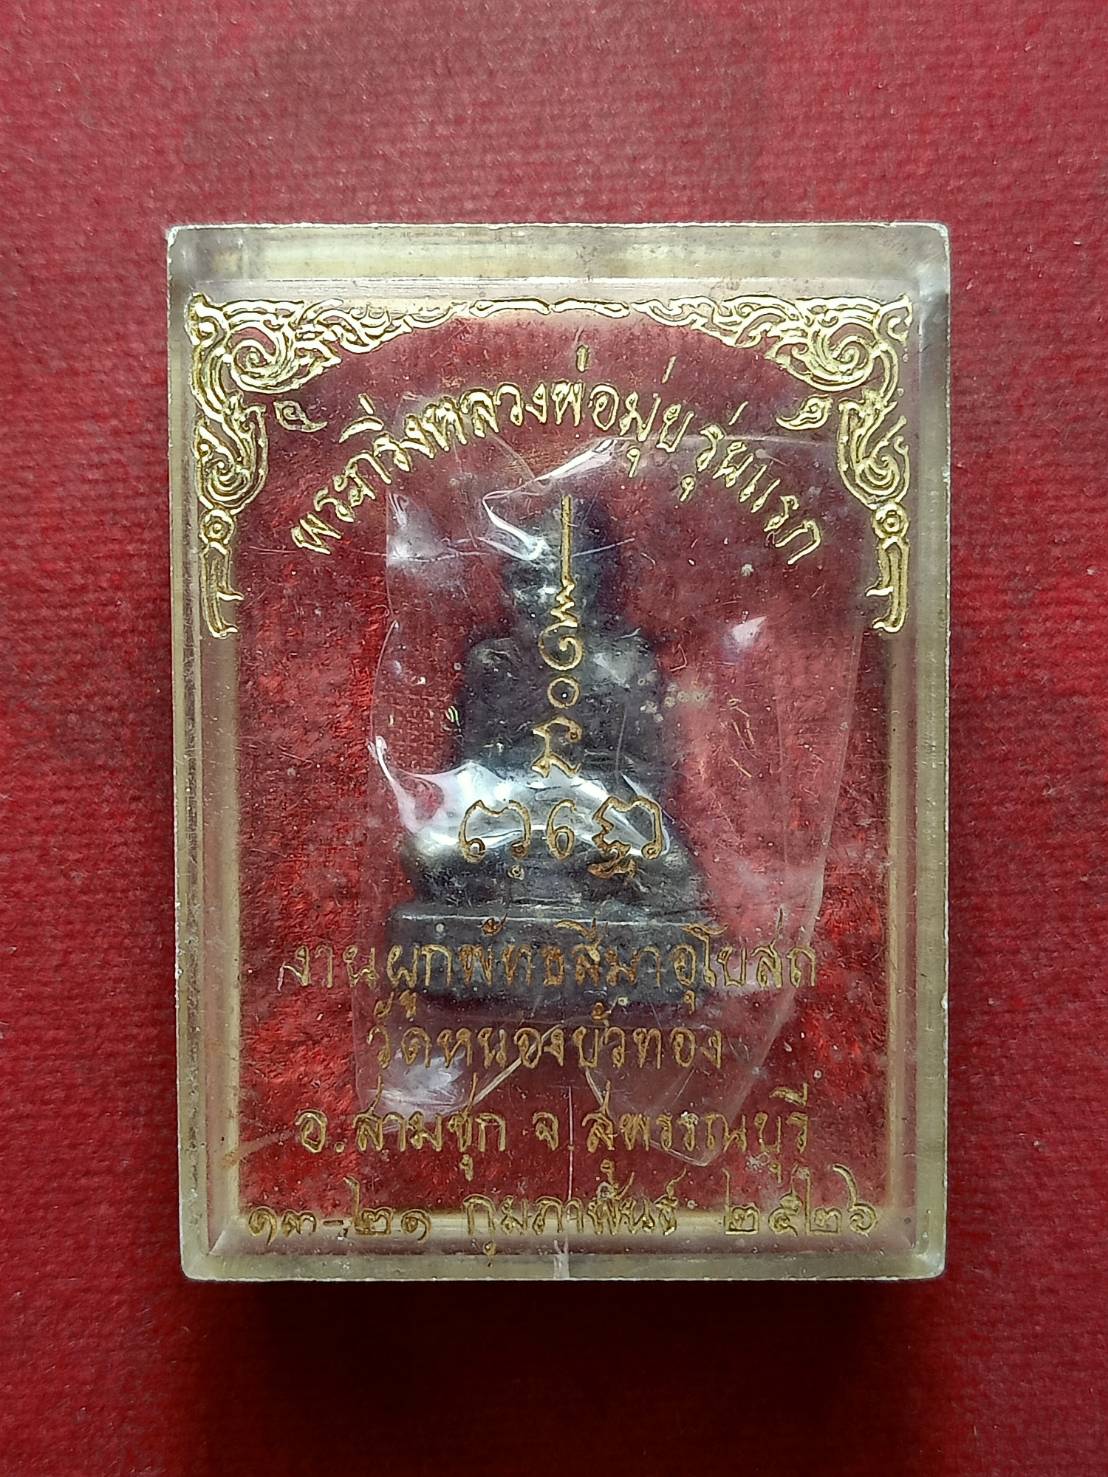 พระกริ่งหลวงพ่อมุ่ย รุ่นแรก
งานผูกพัทธสีมาอุโบสถ
วัดหนองบัวทอง
อ.สามชุก จ สุพรรณบุรี
๑๓-๒๑ กุมภาพันธ์ ๒๕๒๖